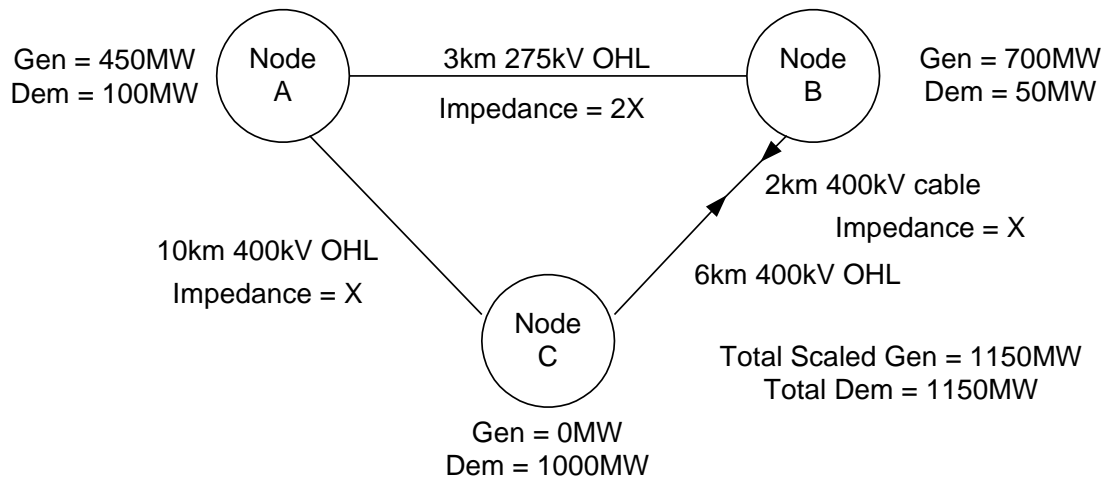 Gen = 450MW
Dem = 100MW
Node
A
3km 275kV OHL
Impedance = 2X
Node
B
Gen = 700MW
Dem = 50MW
2km 400kV cable
Impedance = X
10km 400kV OHL
Impedance = X
6km 400kV OHL
Node
C
Total Scaled Gen = 1150MW
Total Dem = 1150MW
Gen = 0MW
Dem = 1000MW